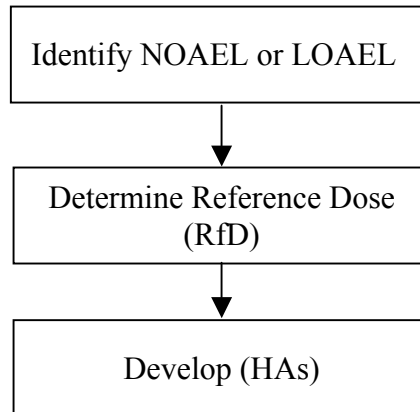 Identify NOAEL or LOAEL
Determine Reference Dose
(RfD)
Develop (HAs)